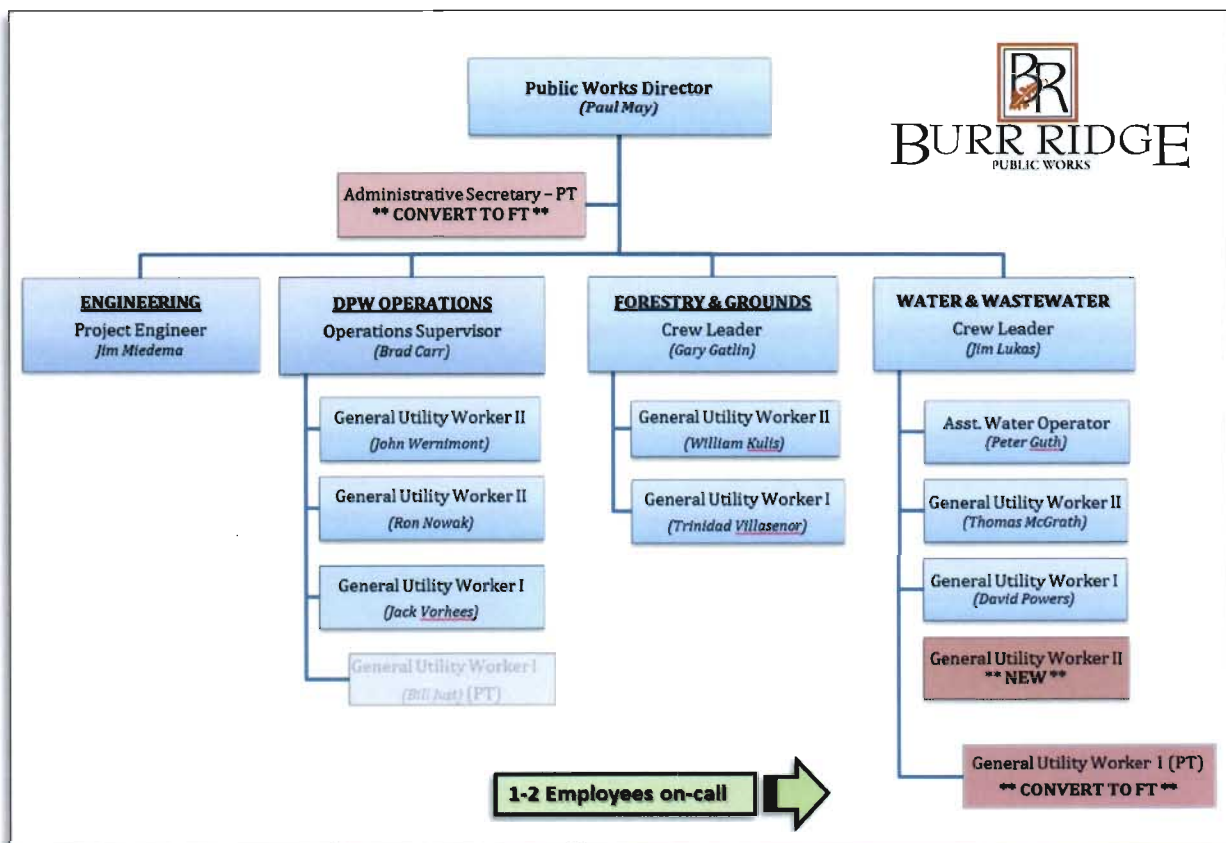 Public Works Director
(Paul May)
BR
BURR RIDGE
PUBLIC WORKS
Administrative Secretary – PT
** CONVERT TO FT **
ENGINEERING
Project Engineer
Jim Miedema
DPW OPERATIONS
Operations Supervisor
(Brad Carr)
FORESTRY & GROUNDS
Crew Leader
(Gary Gatlin)
WATER & WASTEWATER
Crew Leader
(Jim Lukas)
General Utility Worker II
(John Wernimont)
General Utility Worker II
(Ron Nowak)
General Utility Worker I
(Jack Vorhees)
General Utility Worker I
(Bill Just) (PT)
General Utility Worker II
(William Kulis)
General Utility Worker I
(Trinidad Villasenor)
Asst. Water Operator
(Peter Guth)
General Utility Worker II
(Thomas McGrath)
General Utility Worker I
(David Powers)
General Utility Worker II
** NEW **
General Utility Worker 1 (PT)
** CONVERT TO FT **
1-2 Employees on-call